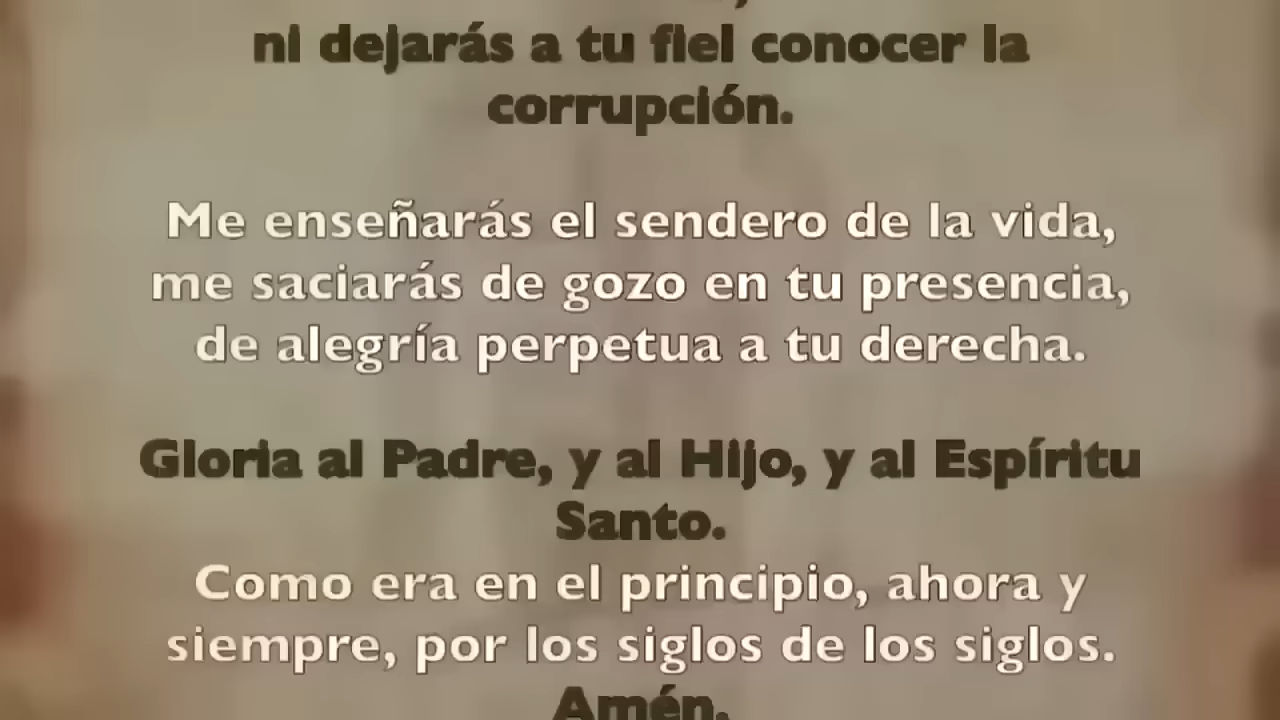 ni dejarás a tu fiel conocer la
corrupción.
Me enseñarás el sendero de la vida,
me saciarás de gozo en tu presencia,
de alegría perpetua a tu derecha.
Gloria al Padre, y al Hijo, y al Espíritu
Santo.
Como era en el principio, ahora y
siempre, por los siglos de los siglos.
Amén.